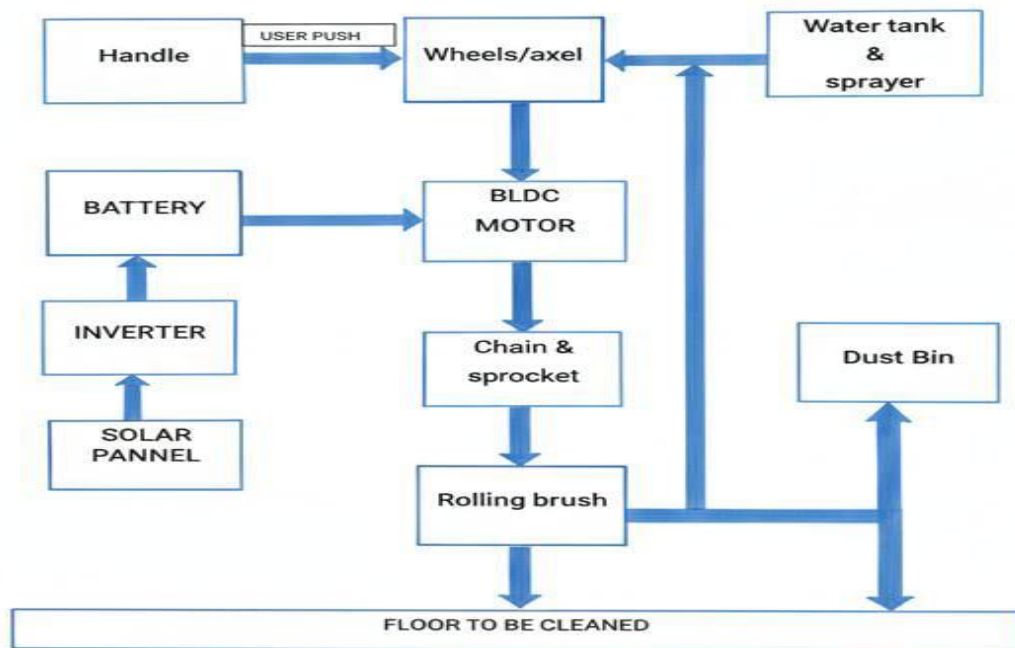 Handle
USER PUSH
Wheels/axel
Water tank
&
sprayer
BATTERY
BLDC
MOTOR
INVERTER
Chain &
sprocket
Dust Bin
SOLAR
PANNEL
Rolling brush
FLOOR TO BE CLEANED